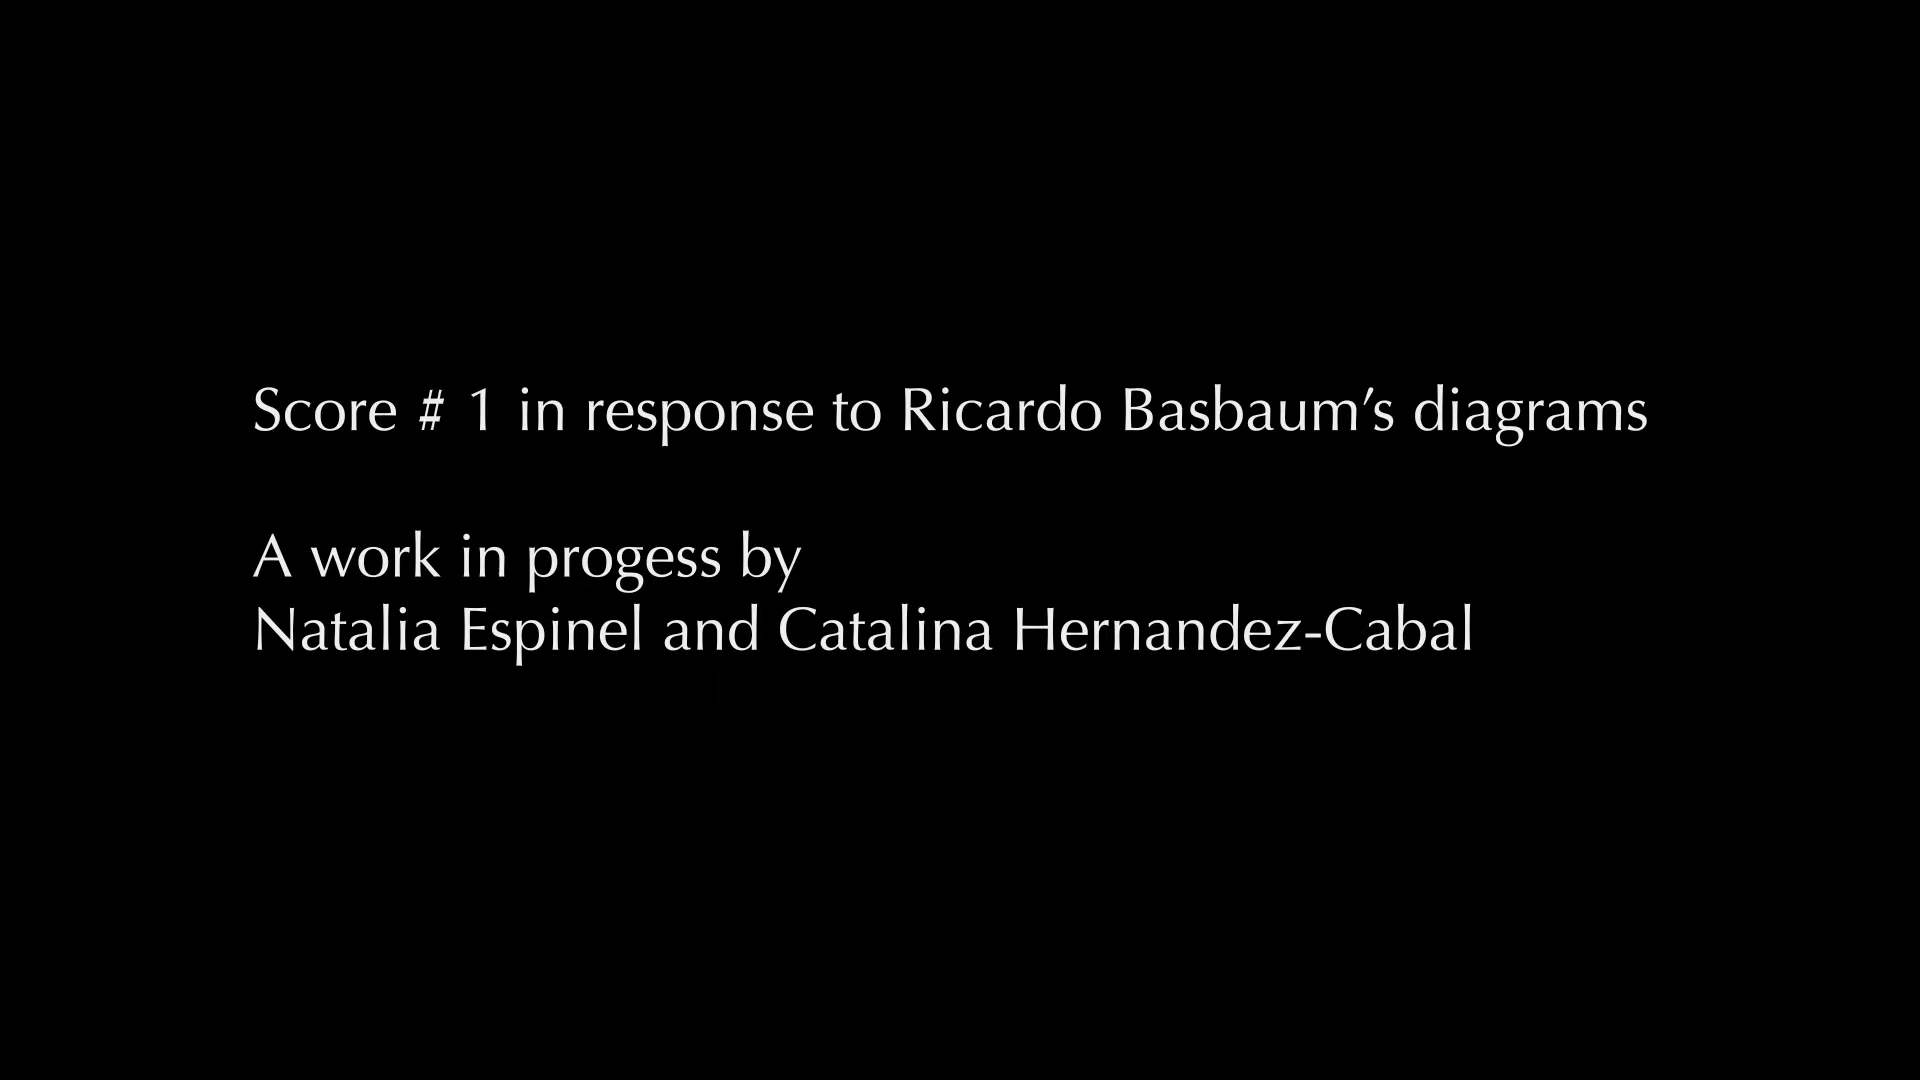 Score # 1 in response to Ricardo Basbaum’s diagrams
A work in progess by
Natalia Espinel and Catalina Hernandez-Cabal